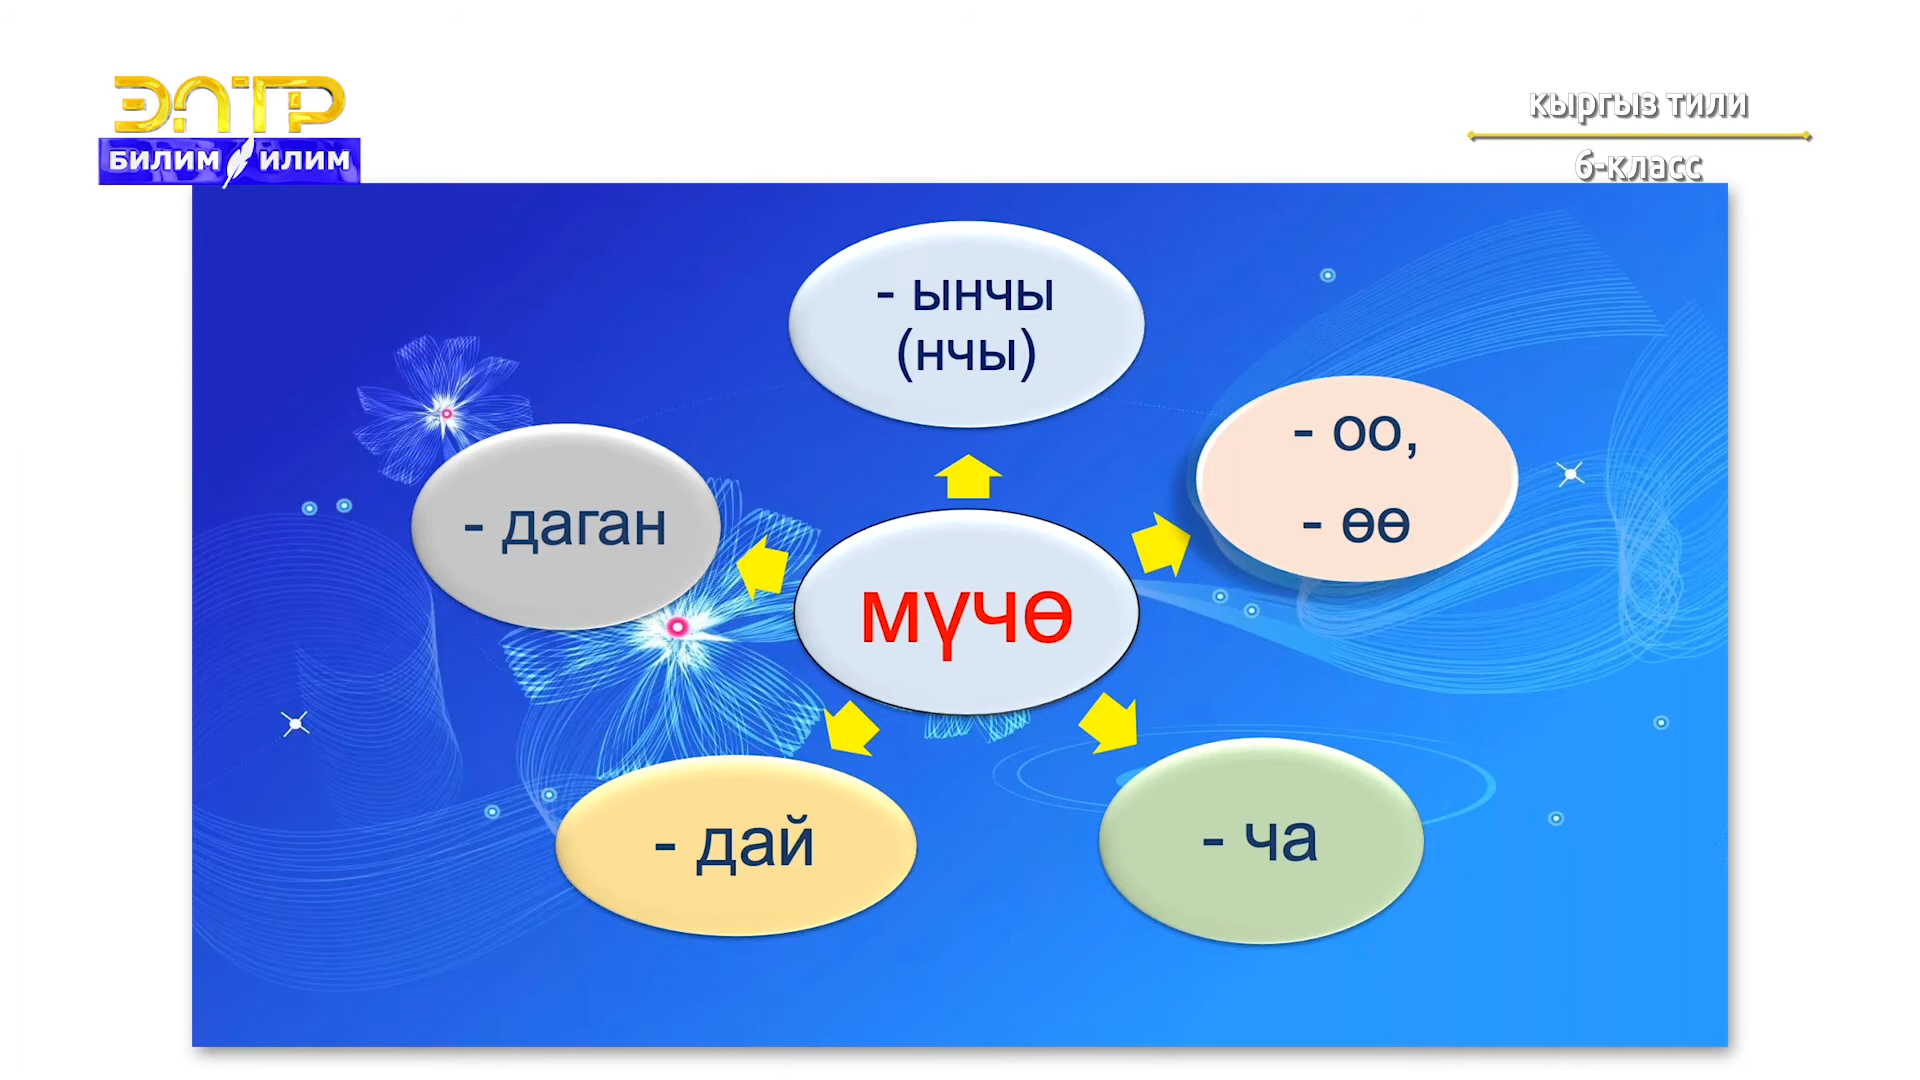 ЭЛТР
БИЛИМ ИЛИМ
кыргыз тили
6-класс
- ынчы
(нчы)
- оо,
- өө
- даган
мүчө
- дай
- ча